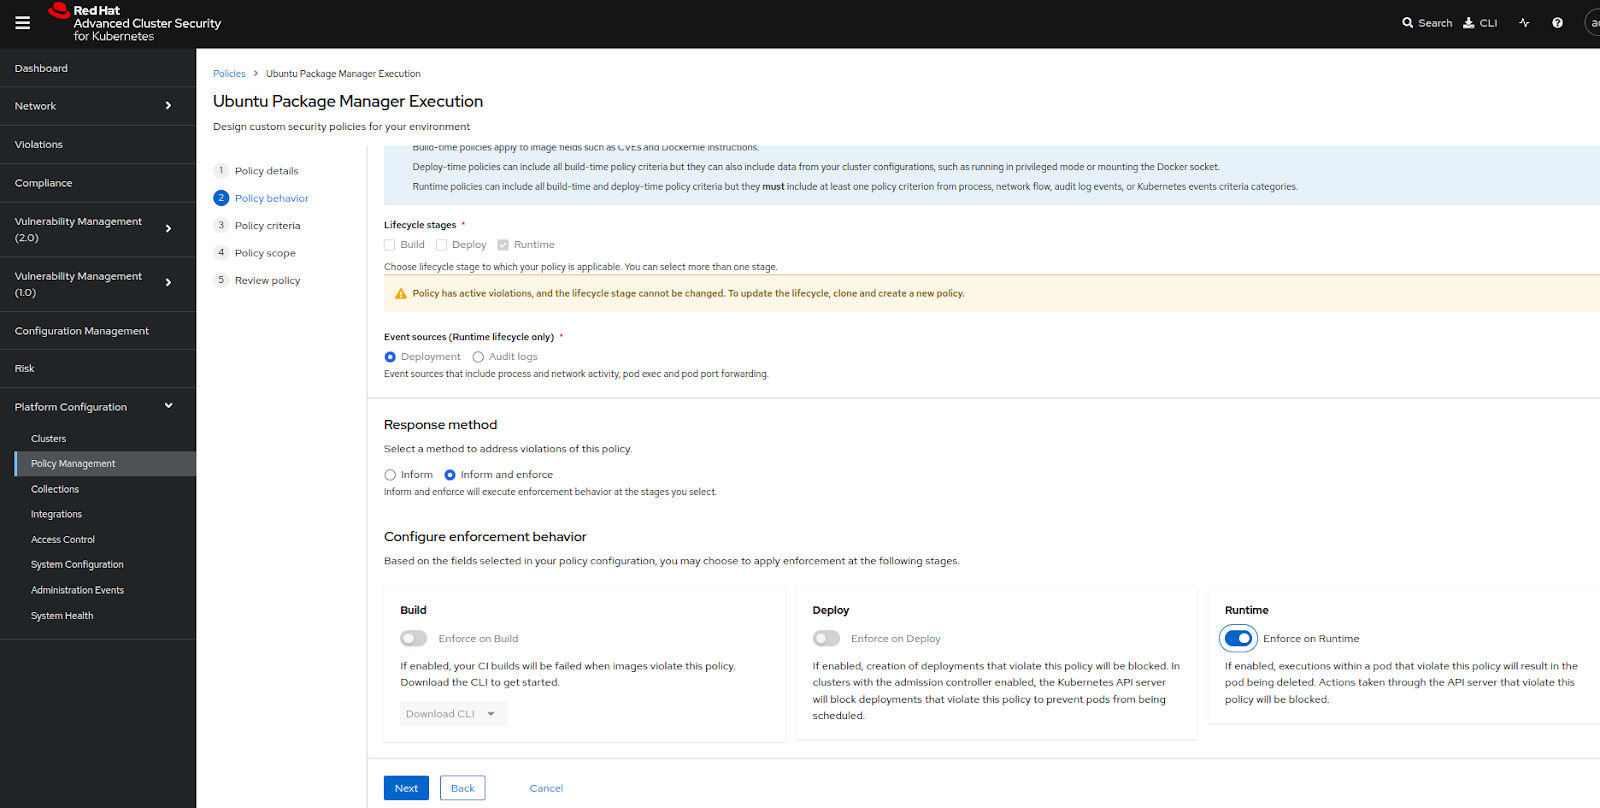 Red Hat
Advanced Cluster Security
for Kubernetes
Search
CLI
Dashboard
Network
Violations
Compliance
Vulnerability Management
(2.0)
Vulnerability Management
(1.0)
Configuration Management
Risk
Platform Configuration
Clusters
Policy Management
Collections
Integrations
Access Control
System Configuration
Administration Events
System Health
Policies > Ubuntu Package Manager Execution
Ubuntu Package Manager Execution
Design custom security policies for your environment
1 Policy details
2 Policy behavior
3 Policy criteria
4 Policy scope
5 Review policy
Build-time policies apply to image fields such as CVEs and Dockerfile instructions.
Deploy-time policies can include all build-time policy criteria but they can also include data from your cluster configurations, such as running in privileged mode or mounting the Docker socket.
Runtime policies can include all build-time and deploy-time policy criteria but they must include at least one policy criterion from process, network flow, audit log events, or Kubernetes events criteria categories.
Lifecycle stages *
Build Deploy Runtime
Choose lifecycle stage to which your policy is applicable. You can select more than one stage.
Policy has active violations, and the lifecycle stage cannot be changed. To update the lifecycle, clone and create a new policy.
Event sources (Runtime lifecycle only) *
Deployment Audit logs
Event sources that include process and network activity, pod exec and pod port forwarding.
Response method
Select a method to address violations of this policy.
Inform Inform and enforce
Inform and enforce will execute enforcement behavior at the stages you select.
Configure enforcement behavior
Based on the fields selected in your policy configuration, you may choose to apply enforcement at the following stages.
Build
Enforce on Build
If enabled, your CI builds will be failed when images violate this policy.
Download the CLI to get started.
Download CLI
Deploy
Enforce on Deploy
If enabled, creation of deployments that violate this policy will be blocked. In
clusters with the admission controller enabled, the Kubernetes API server
will block deployments that violate this policy to prevent pods from being
scheduled.
Runtime
Enforce on Runtime
If enabled, executions within a pod that violate this policy will result in the
pod being deleted. Actions taken through the API server that violate this
policy will be blocked.
Next Back Cancel